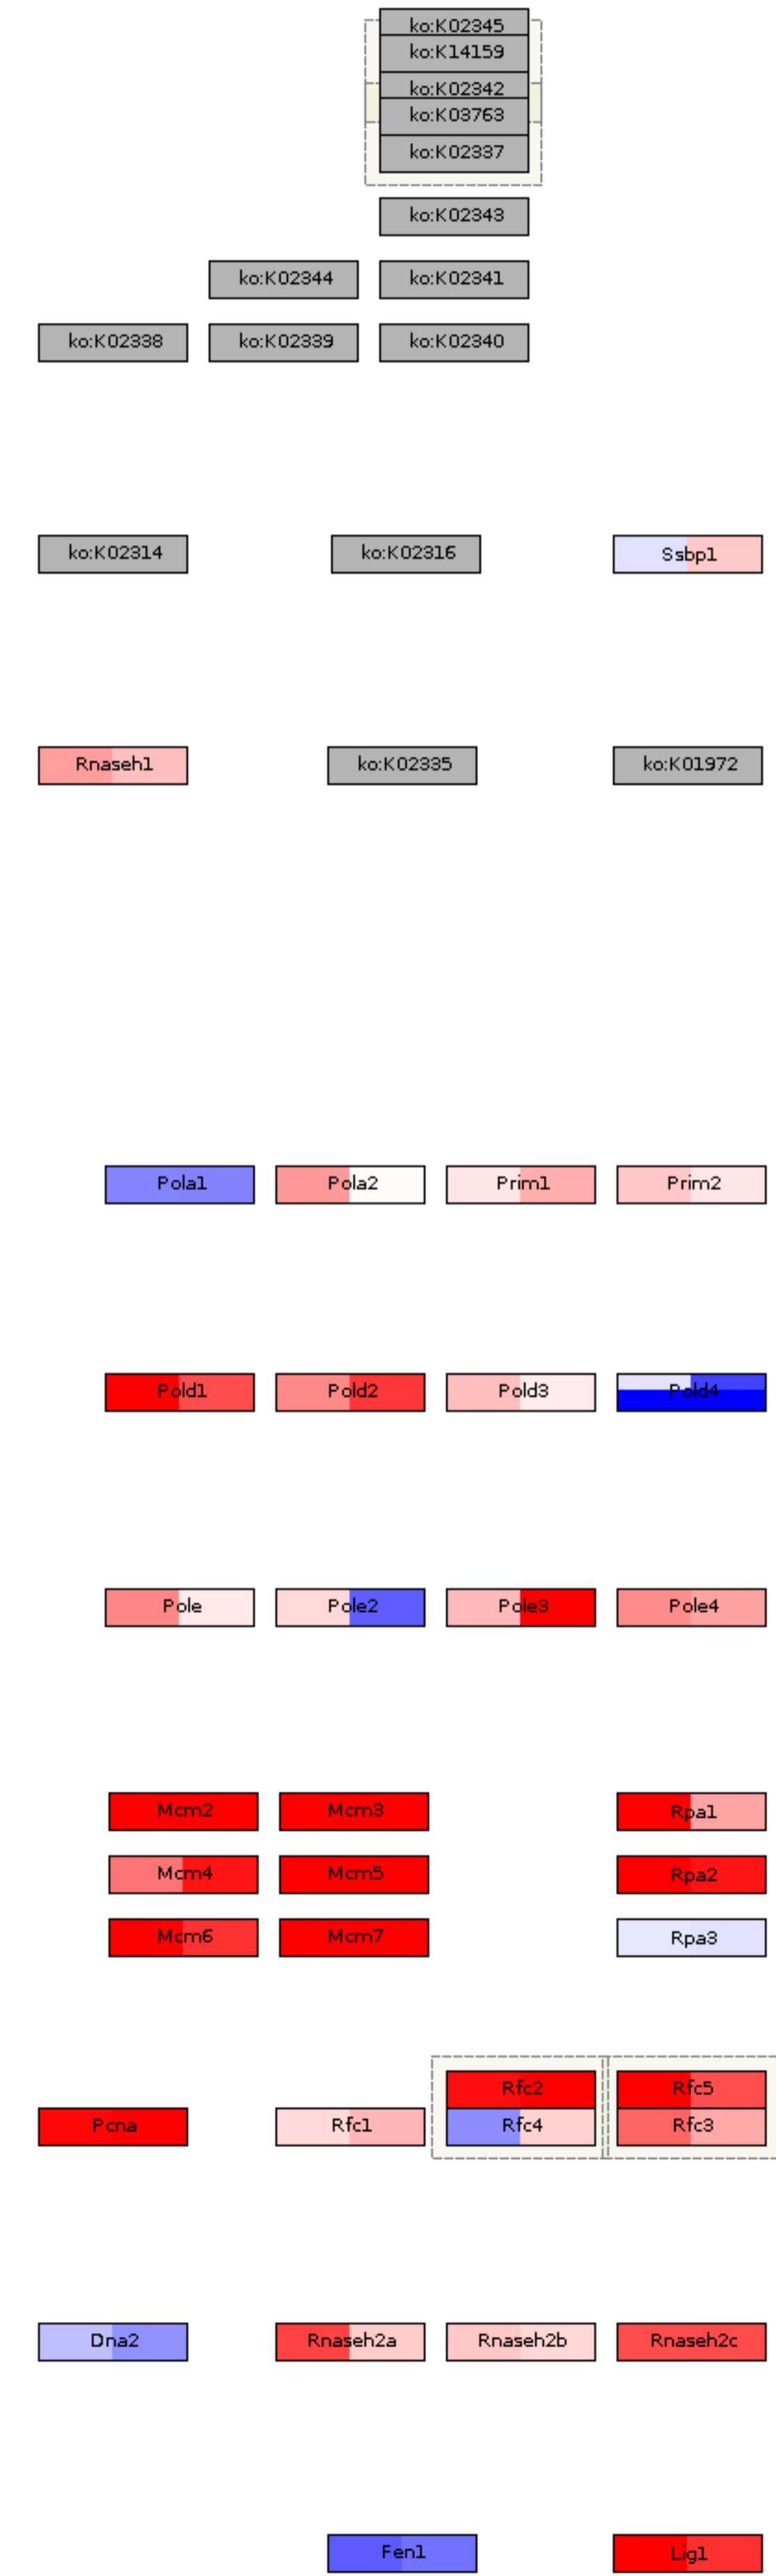 ko:K02345
ko:K14159
ko:K02342
ko:K03763
ko:K02337
ko:K02343
ko:K02344 ko:K02341
ko:K02338 ko:K02339 ko:K02340
ko:K02314 ko:K02316 Ssbp1
Rnaseh1 ko:K02335 ko:K01972
Pola1 Pola2 Prim1 Prim2
Pold1 Pold2 Pold3 Pold4
Pole Pole2 Pole3 Pole4
Mcm2 Mcm3 Rpa1
Mcm4 Mcm5 Rpa2
Mcm6 Mcm7 Rpa3
Rfc2 Rfc5
Pcna Rfc1 Rfc4 Rfc3
Dna2 Rnaseh2a Rnaseh2b Rnaseh2c
Fen1 Lig1